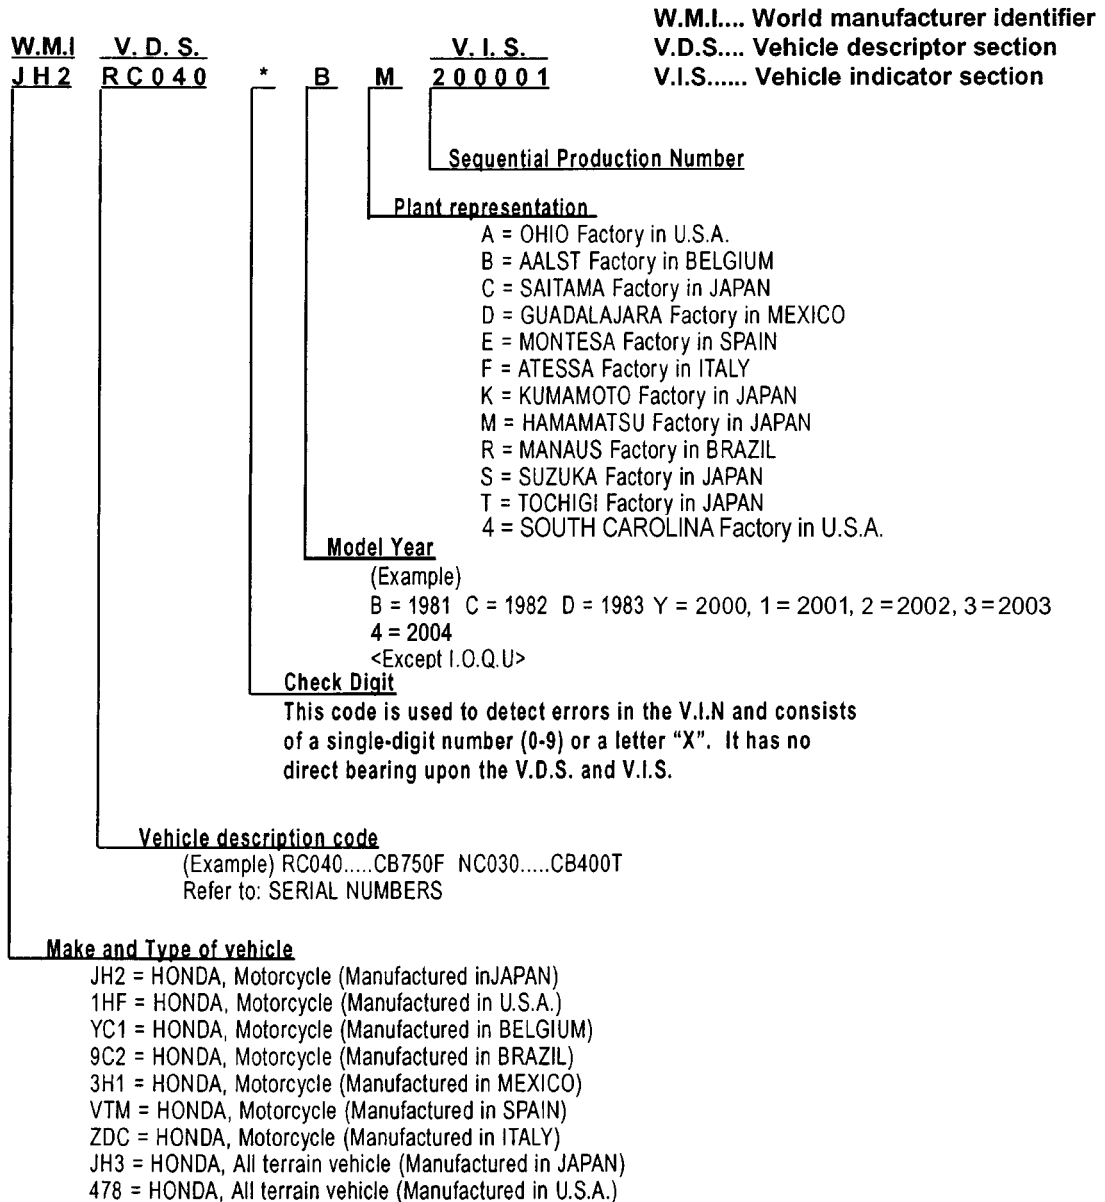 W.M.I.... World manufacturer identifier
W.M.I V. D. S. V. I. S. V.D.S.... Vehicle descriptor section
JH2 RC040 * B M 200001 V.I.S...... Vehicle indicator section
Sequential Production Number
Plant representation
A = OHIO Factory in U.S.A.
B = AALST Factory in BELGIUM
C = SAITAMA Factory in JAPAN
D = GUADALAJARA Factory in MEXICO
E = MONTESA Factory in SPAIN
F = ATESSA Factory in ITALY
K = KUMAMOTO Factory in JAPAN
M = HAMAMATSU Factory in JAPAN
R = MANAUS Factory in BRAZIL
S = SUZUKA Factory in JAPAN
T = TOCHIGI Factory in JAPAN
4 = SOUTH CAROLINA Factory in U.S.A.
Model Year
(Example)
B = 1981 C = 1982 D = 1983 Y = 2000, 1 = 2001, 2 = 2002, 3 = 2003
4 = 2004
<Except I.O.Q.U>
Check Digit
This code is used to detect errors in the V.I.N and consists
of a single-digit number (0-9) or a letter “X”. It has no
direct bearing upon the V.D.S. and V.I.S.
Vehicle description code
(Example) RC040.....CB750F NC030.....CB400T
Refer to: SERIAL NUMBERS
Make and Type of vehicle
JH2 = HONDA, Motorcycle (Manufactured inJAPAN)
1HF = HONDA, Motorcycle (Manufactured in U.S.A.)
YC1 = HONDA, Motorcycle (Manufactured in BELGIUM)
9C2 = HONDA, Motorcycle (Manufactured in BRAZIL)
3H1 = HONDA, Motorcycle (Manufactured in MEXICO)
VTM = HONDA, Motorcycle (Manufactured in SPAIN)
ZDC = HONDA, Motorcycle (Manufactured in ITALY)
JH3 = HONDA, All terrain vehicle (Manufactured in JAPAN)
478 = HONDA, All terrain vehicle (Manufactured in U.S.A.)